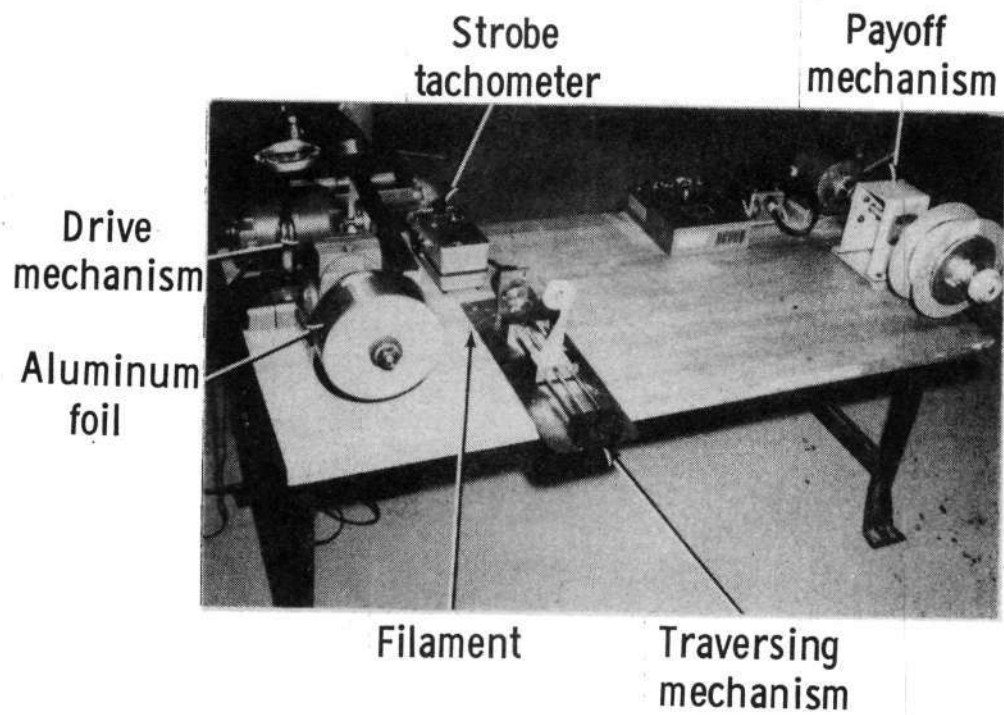 Strobe
tachometer
Payoff
mechanism
Drive
mechanism
Aluminum
foil
Filament
Traversing
mechanism